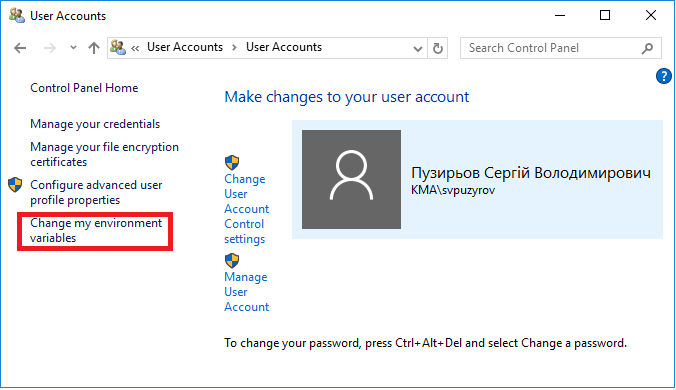 User Accounts
« User Accounts > User Accounts
Search Control Panel
?
Control Panel Home
Manage your credentials
Manage your file encryption
certificates
Configure advanced user
profile properties
Change my environment
variables
Make changes to your user account
Change
User
Account
Control
settings
Manage
User
Account
Пузирьов Сергій Володимирович
KMA\svpuzyrov
To change your password, press Ctrl+Alt+Del and select Change a password.